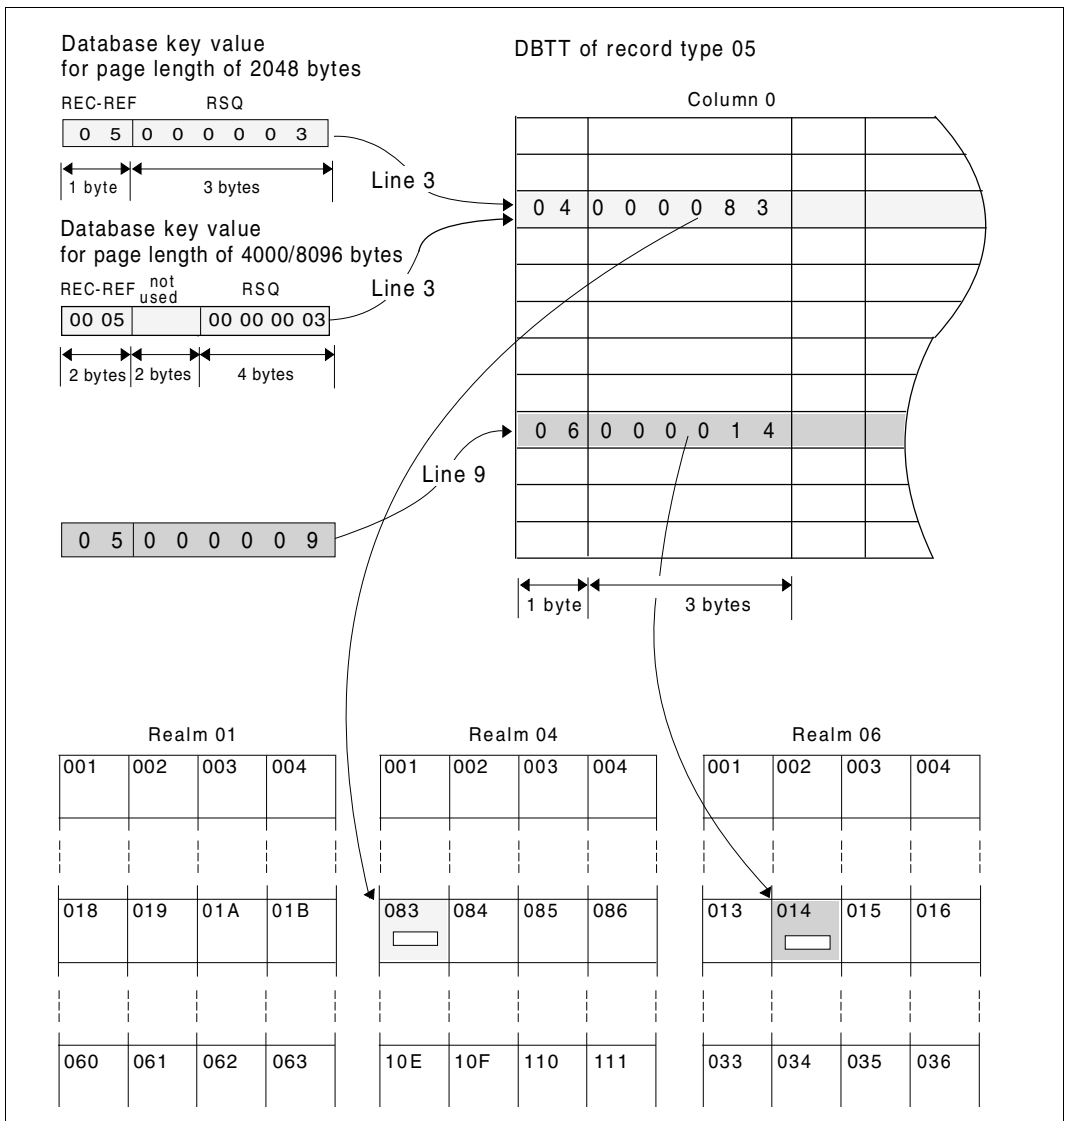 Database key value
for page length of 2048 bytes
REC-REF RSQ
0 5 0 0 0 0 0 3
1 byte 3 bytes
Line 3
Database key value
for page length of 4000/8096 bytes
REC-REF not used RSQ
00 05 00 00 00 03
2 bytes 2 bytes 4 bytes
Line 3
0 5 0 0 0 0 0 9
Line 9
DBTT of record type 05
Column 0
0 4 0 0 0 0 8 3
0 6 0 0 0 0 1 4
1 byte 3 bytes
Realm 01
001 002 003 004
018 019 01A 01B
060 061 062 063
Realm 04
001 002 003 004
083 084 085 086
10E 10F 110 111
Realm 06
001 002 003 004
013 014 015 016
033 034 035 036